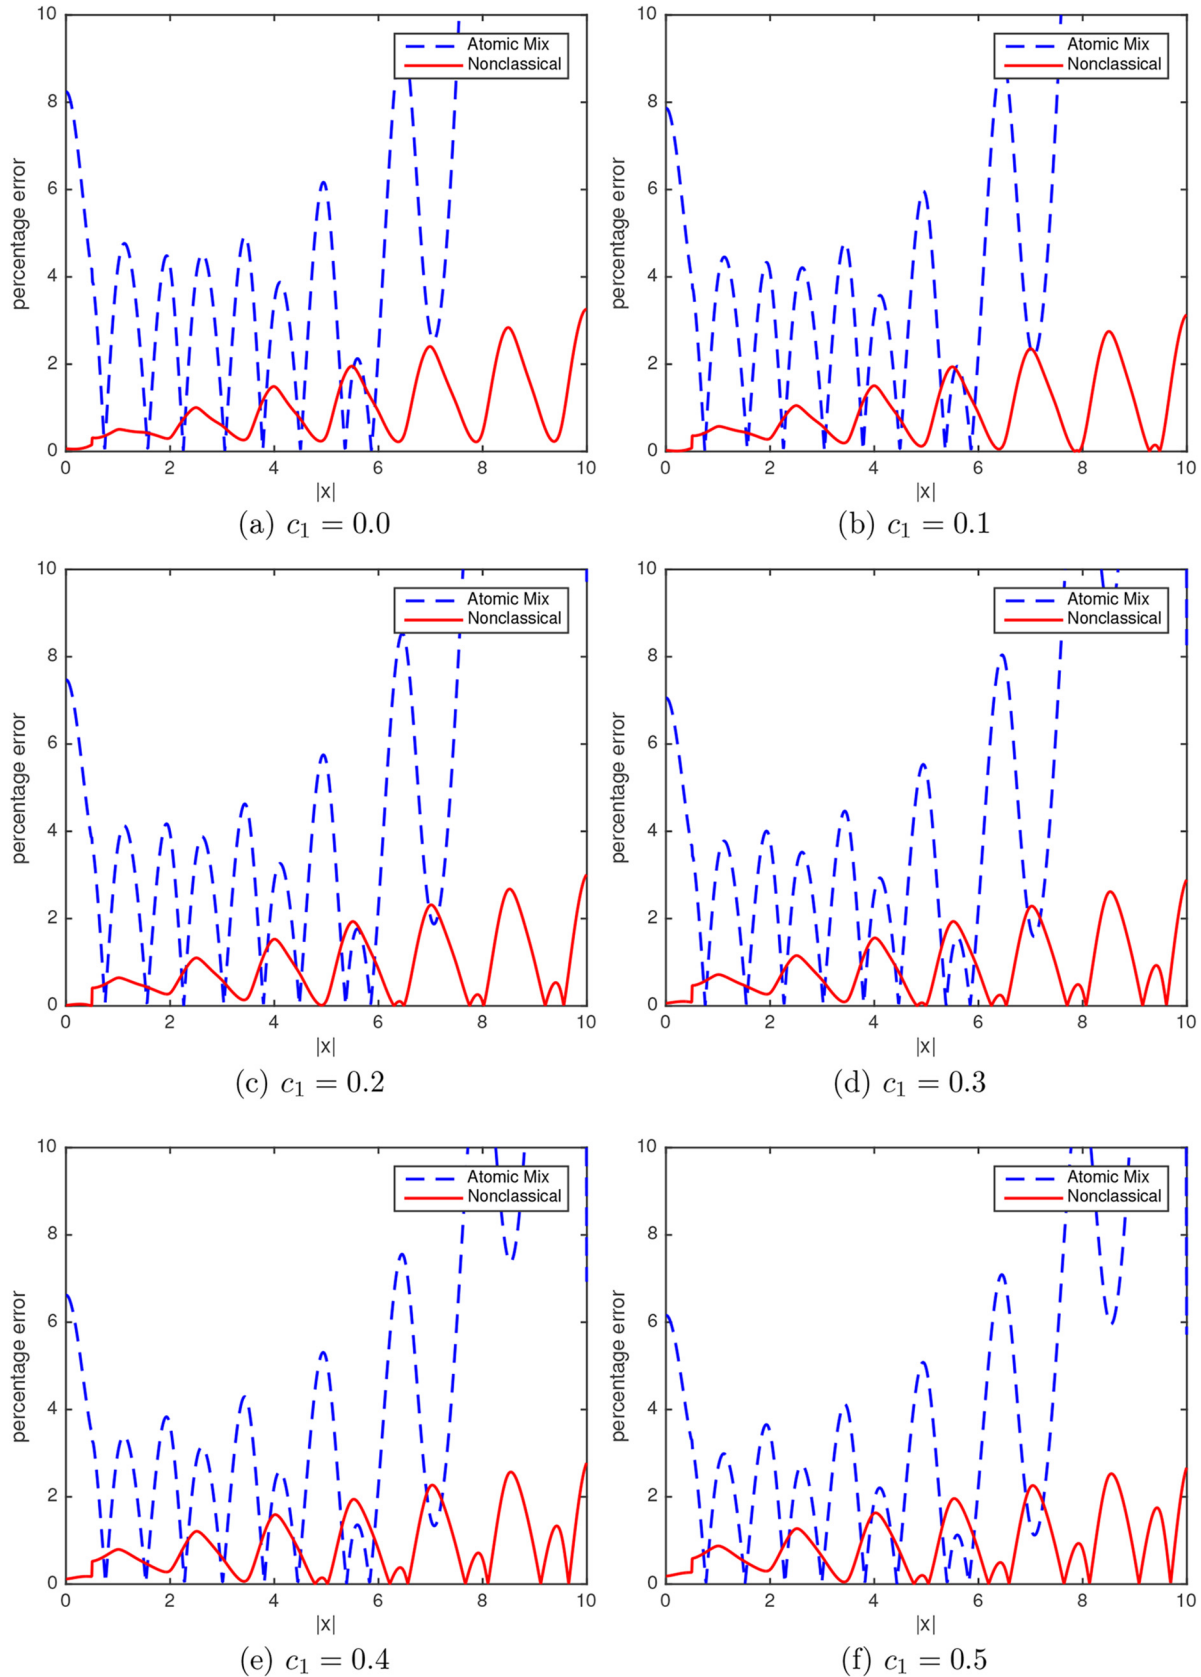 10
8
6
4
2
0
percentage error
Atomic Mix
Nonclassical
0 2 4 6 8 10
|x|
(a) c₁ = 0.0
10
8
6
4
2
0
percentage error
Atomic Mix
Nonclassical
0 2 4 6 8 10
|x|
(b) c₁ = 0.1
10
8
6
4
2
0
percentage error
Atomic Mix
Nonclassical
0 2 4 6 8 10
|x|
(c) c₁ = 0.2
10
8
6
4
2
0
percentage error
Atomic Mix
Nonclassical
0 2 4 6 8 10
|x|
(d) c₁ = 0.3
10
8
6
4
2
0
percentage error
Atomic Mix
Nonclassical
0 2 4 6 8 10
|x|
(e) c₁ = 0.4
10
8
6
4
2
0
percentage error
Atomic Mix
Nonclassical
0 2 4 6 8 10
|x|
(f) c₁ = 0.5